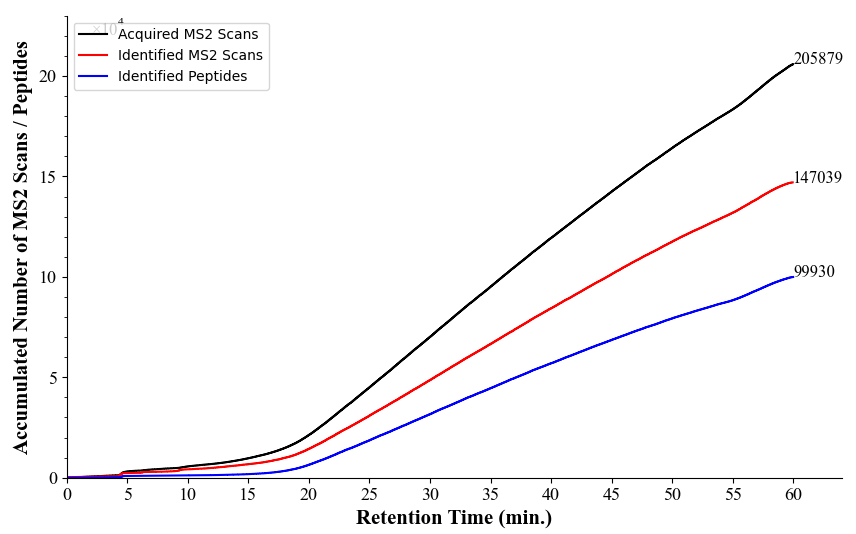 ×10⁴
Acquired MS2 Scans
Identified MS2 Scans
Identified Peptides
Accumulated Number of MS2 Scans / Peptides
20
15
10
5
0
205879
147039
99930
0 5 10 15 20 25 30 35 40 45 50 55 60
Retention Time (min.)